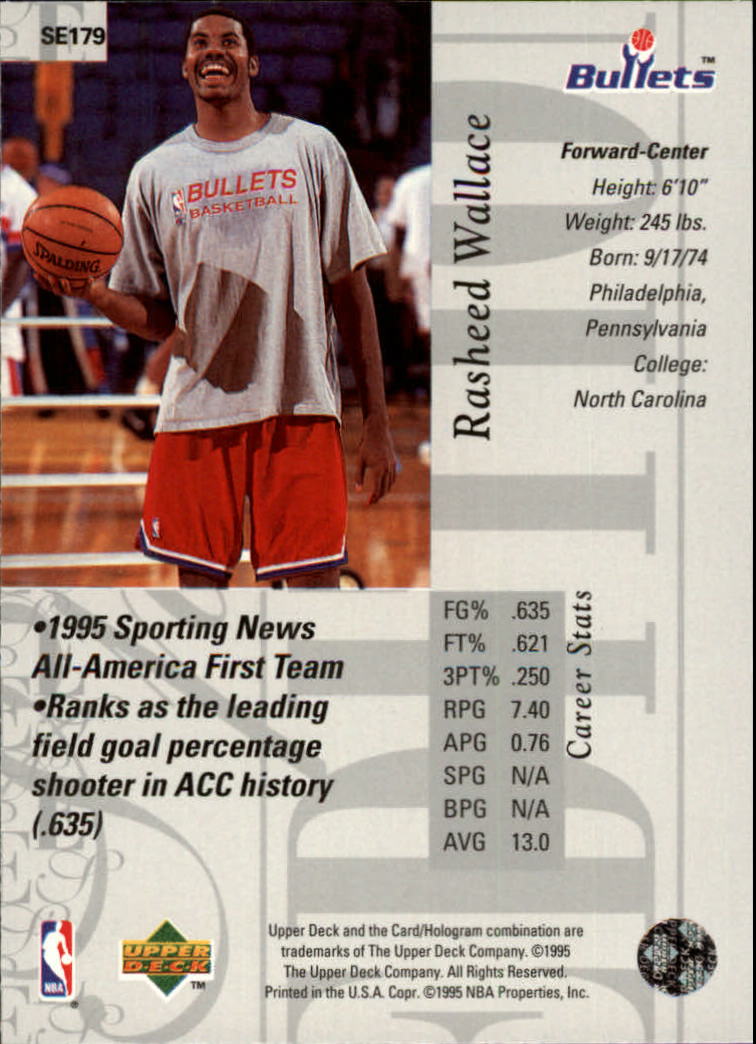 SE179
Bullets™
BULLETS
BASKETBALL
SPALDING
Rasheed Wallace
Forward-Center
Height: 6'10"
Weight: 245 lbs.
Born: 9/17/74
Philadelphia,
Pennsylvania
College:
North Carolina
•1995 Sporting News
All-America First Team
•Ranks as the leading
field goal percentage
shooter in ACC history
(.635)
FG% .635
FT% .621
3PT% .250
RPG 7.40
APG 0.76
SPG N/A
BPG N/A
AVG 13.0
Career Stats
NBA®
UPPER
DECK™
Upper Deck and the Card/Hologram combination are
trademarks of The Upper Deck Company. ©1995
The Upper Deck Company. All Rights Reserved.
Printed in the U.S.A. Copr. ©1995 NBA Properties, Inc.